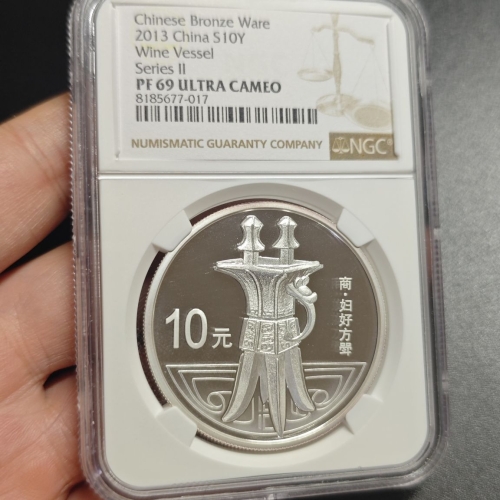 Chinese Bronze Ware
2013 China S10Y
Wine Vessel
Series II
PF 69 ULTRA CAMEO
8185677-017
NUMISMATIC GUARANTY COMPANY
NGC
10元
商·妇好方斝